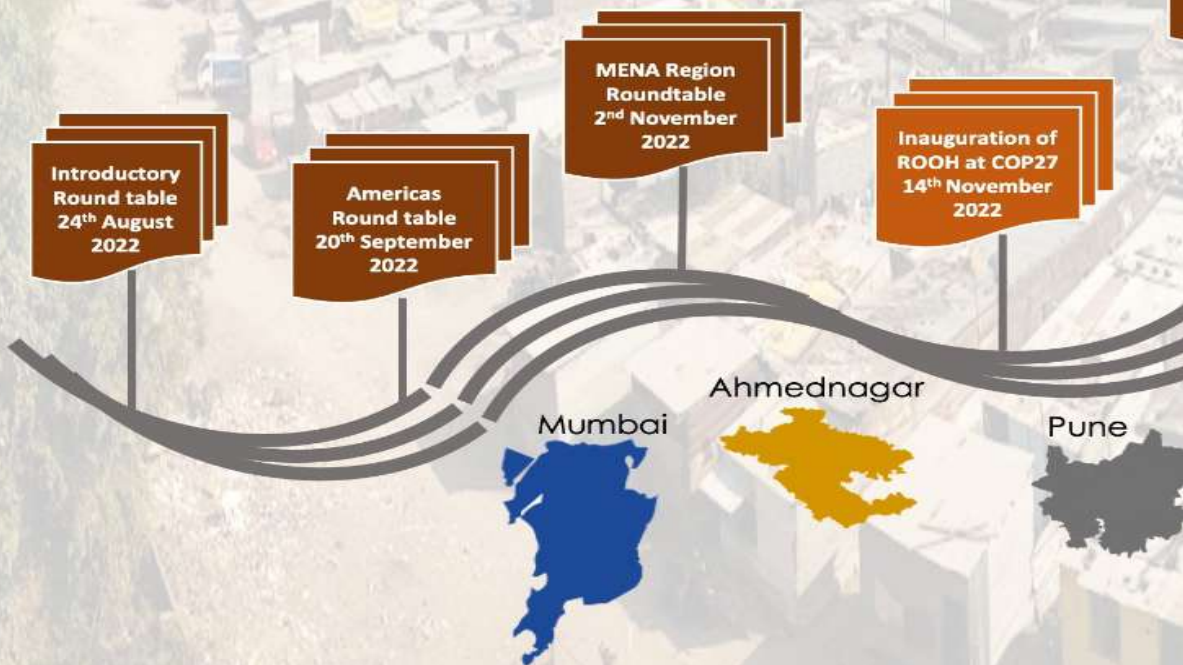 Introductory
Round table
24th August
2022
Americas
Round table
20th September
2022
MENA Region
Roundtable
2nd November
2022
Inauguration of
ROOH at COP27
14th November
2022
Mumbai
Ahmednagar
Pune